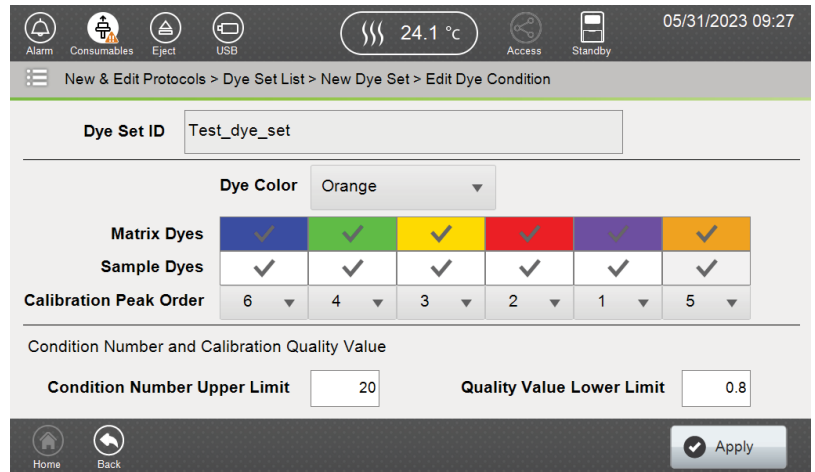 24.1 °c
05/31/2023 09:27
Alarm Consumables Eject USB Access Standby
New & Edit Protocols > Dye Set List > New Dye Set > Edit Dye Condition
Dye Set ID Test_dye_set
Dye Color Orange
Matrix Dyes
Sample Dyes
Calibration Peak Order 6 4 3 2 1 5
Condition Number and Calibration Quality Value
Condition Number Upper Limit 20 Quality Value Lower Limit 0.8
Apply
Home Back